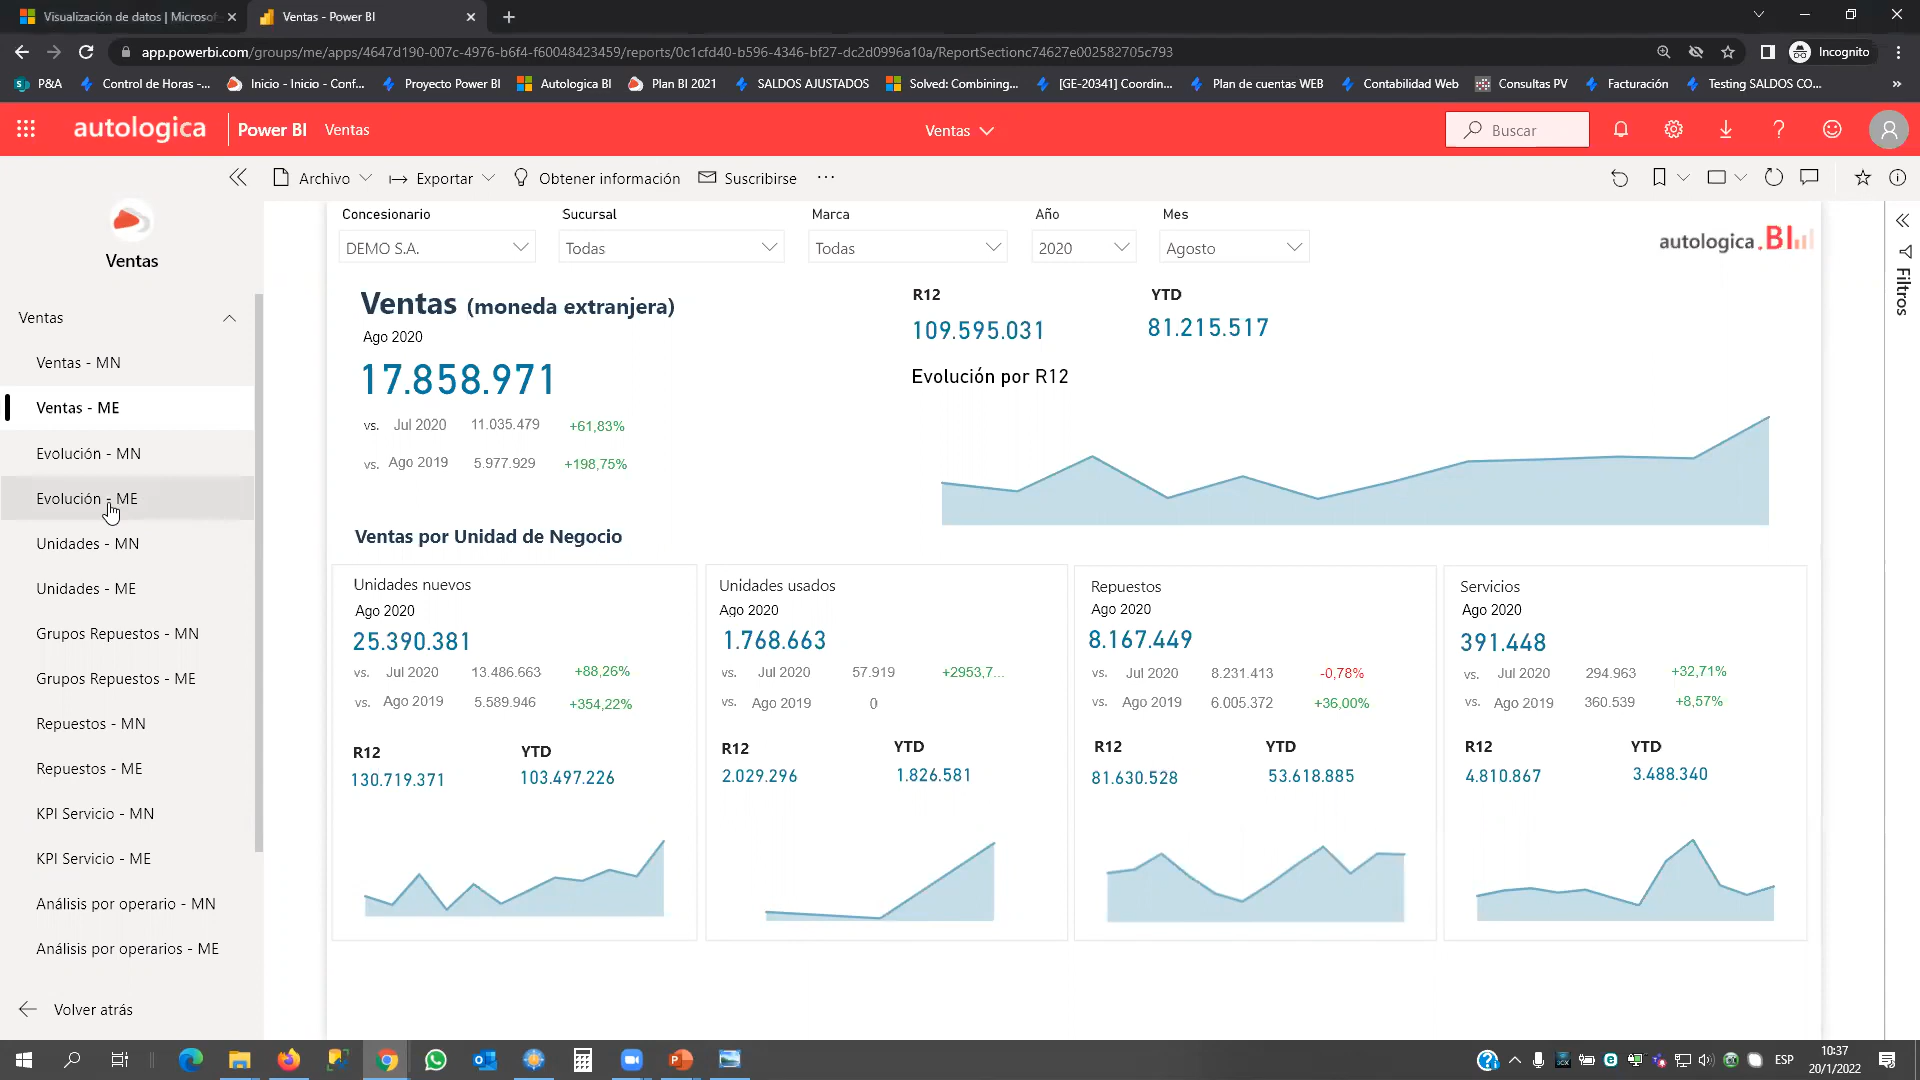 Visualización de datos | Microsof
Ventas - Power BI
app.powerbi.com/groups/me/apps/4647d190-007c-4976-b6f4-f60048423459/reports/0c1cfd40-b596-4346-bf27-dc2d0996a10a/ReportSectionc74627e002582705c793
Incognito
P&A
Control de Horas -...
Inicio - Inicio - Conf...
Proyecto Power BI
Autologica BI
Plan BI 2021
SALDOS AJUSTADOS
Solved: Combining...
[GE-20341] Coordin...
Plan de cuentas WEB
Contabilidad Web
Consultas PV
Facturación
Testing SALDOS CO...
autologica
Power BI
Ventas
Ventas
Buscar
Archivo
Exportar
Obtener información
Suscribirse
Ventas
Ventas
Ventas - MN
Ventas - ME
Evolución - MN
Evolución - ME
Unidades - MN
Unidades - ME
Grupos Repuestos - MN
Grupos Repuestos - ME
Repuestos - MN
Repuestos - ME
KPI Servicio - MN
KPI Servicio - ME
Análisis por operario - MN
Análisis por operarios - ME
Volver atrás
Concesionario
DEMO S.A.
Sucursal
Todas
Marca
Todas
Año
2020
Mes
Agosto
autologica.BI
Filtros
Ventas (moneda extranjera)
Ago 2020
17.858.971
vs. Jul 2020 11.035.479 +61,83%
vs. Ago 2019 5.977.929 +198,75%
R12
109.595.031
YTD
81.215.517
Evolución por R12
Ventas por Unidad de Negocio
Unidades nuevos
Ago 2020
25.390.381
vs. Jul 2020 13.486.663 +88,26%
vs. Ago 2019 5.589.946 +354,22%
R12 YTD
130.719.371 103.497.226
Unidades usados
Ago 2020
1.768.663
vs. Jul 2020 57.919 +2953,7...
vs. Ago 2019 0
R12 YTD
2.029.296 1.826.581
Repuestos
Ago 2020
8.167.449
vs. Jul 2020 8.231.413 -0,78%
vs. Ago 2019 6.005.372 +36,00%
R12 YTD
81.630.528 53.618.885
Servicios
Ago 2020
391.448
vs. Jul 2020 294.963 +32,71%
vs. Ago 2019 360.539 +8,57%
R12 YTD
4.810.867 3.488.340
ESP
10:37
20/1/2022